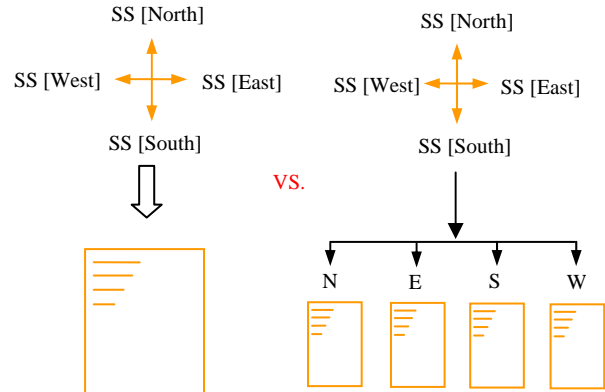 SS [North]
SS [West]
SS [East]
SS [South]
VS.
SS [North]
SS [West]
SS [East]
SS [South]
N
E
S
W